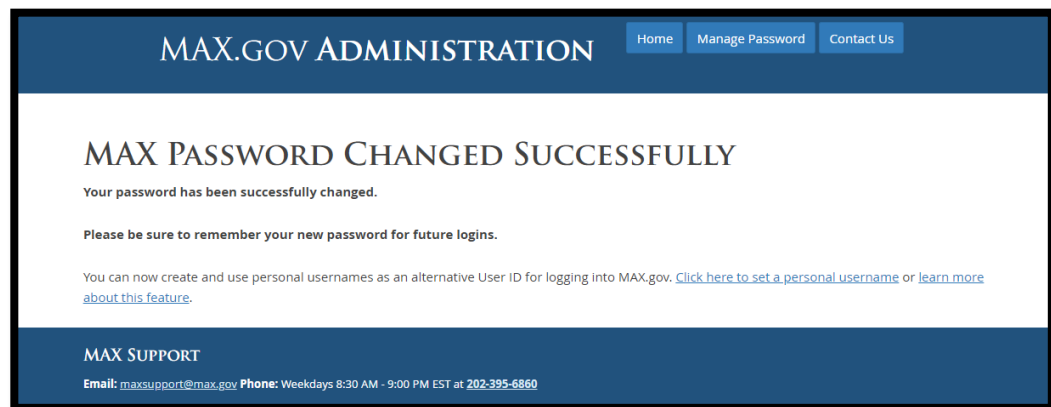 MAX.GOV ADMINISTRATION
Home Manage Password Contact Us
MAX PASSWORD CHANGED SUCCESSFULLY
Your password has been successfully changed.
Please be sure to remember your new password for future logins.
You can now create and use personal usernames as an alternative User ID for logging into MAX.gov. Click here to set a personal username or learn more
about this feature.
MAX SUPPORT
Email: maxsupport@max.gov Phone: Weekdays 8:30 AM - 9:00 PM EST at 202-395-6860